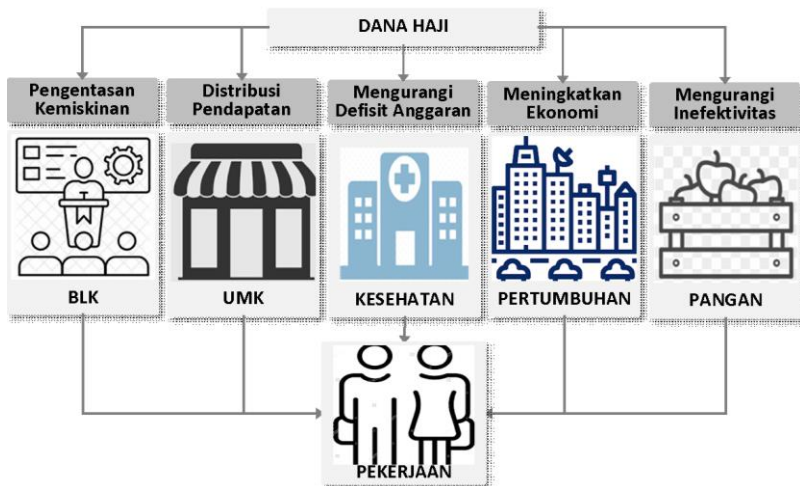 DANA HAJI
Pengentasan
Kemiskinan
Distribusi
Pendapatan
Mengurangi
Defisit Anggaran
Meningkatkan
Ekonomi
Mengurangi
Inefektivitas
BLK
UMK
KESEHATAN
PERTUMBUHAN
PANGAN
PEKERJAAN